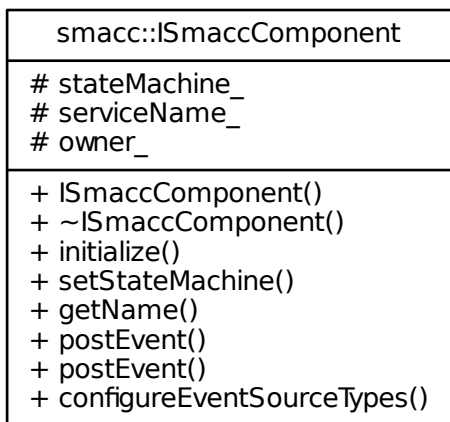 smacc::ISmaccComponent
# stateMachine_
# serviceName_
# owner_
+ ISmaccComponent()
+ ~ISmaccComponent()
+ initialize()
+ setStateMachine()
+ getName()
+ postEvent()
+ postEvent()
+ configureEventSourceTypes()